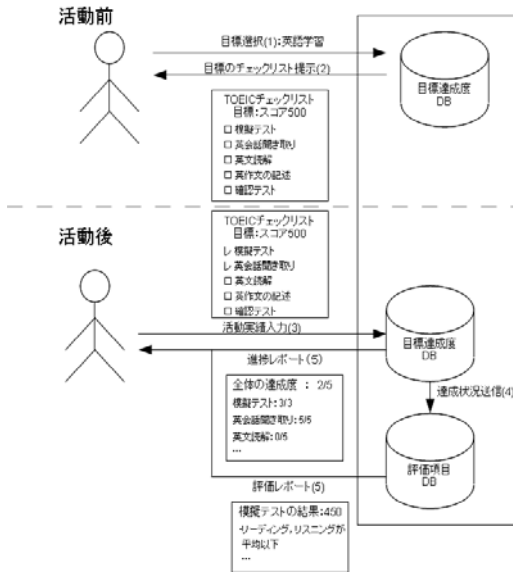 活動前
目標選択(1):英語学習
目標のチェックリスト提示(2)
目標達成度
DB
TOEICチェックリスト
目標:スコア500
□ 模擬テスト
□ 英会話聞き取り
□ 英文読解
□ 英作文の記述
□ 確認テスト
活動後
TOEICチェックリスト
目標:スコア500
レ 模擬テスト
レ 英会話聞き取り
□ 英文読解
□ 英作文の記述
□ 確認テスト
活動実績入力(3)
目標達成度
DB
進捗レポート(5)
全体の達成度 : 2/5
模擬テスト:3/3
英会話聞き取り:5/5
英文読解:0/5
…
達成状況送信(4)
評価項目
DB
評価レポート(5)
模擬テストの結果:450
・リーディング,リスニングが
平均以下
…